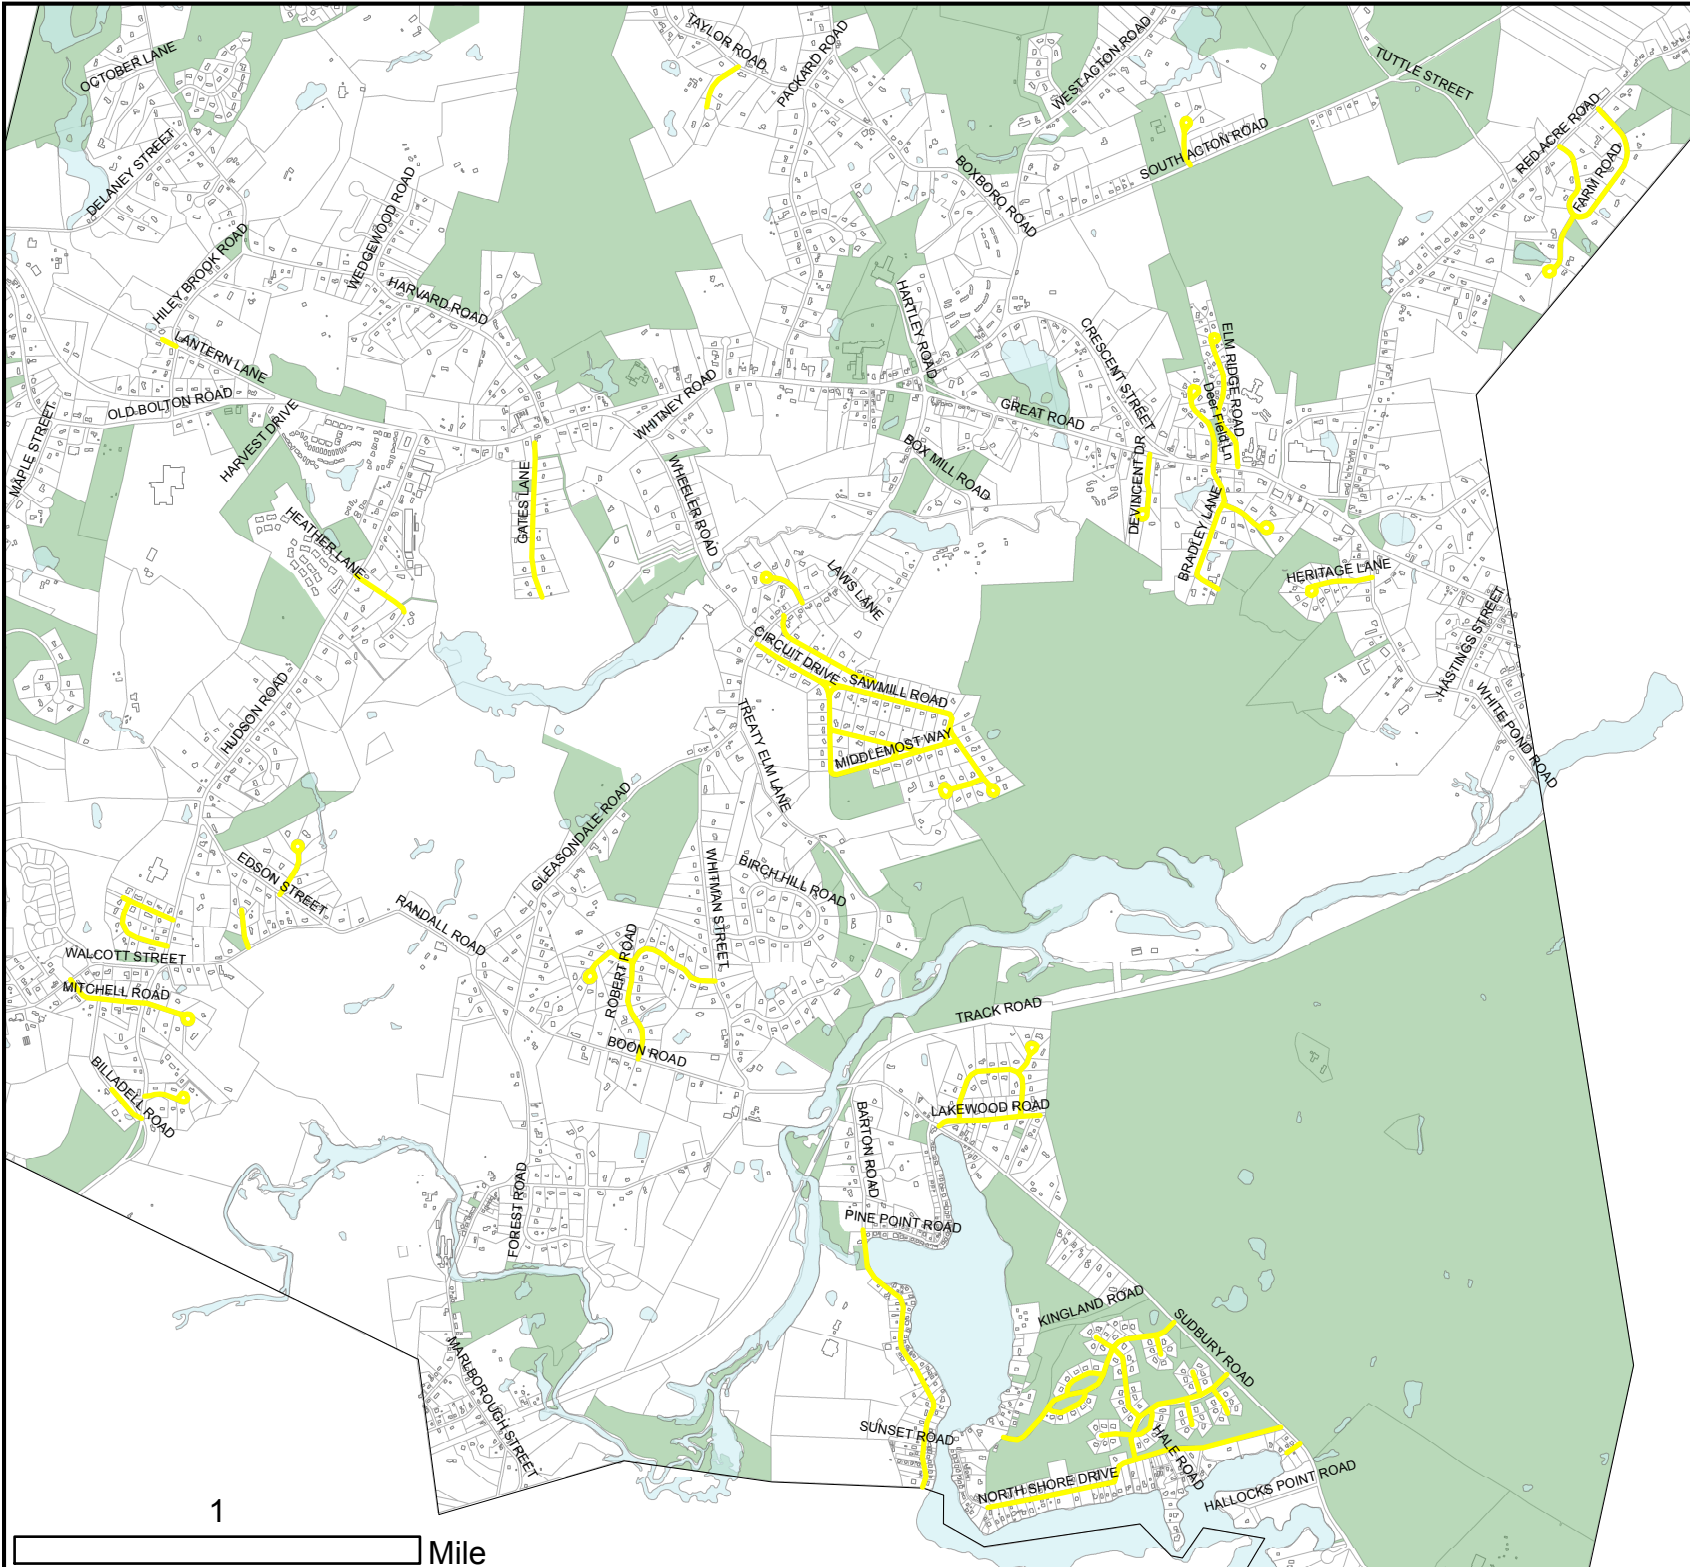 TAYLOR ROAD
PACKARD ROAD
WEST ACTON ROAD
TUTTLE STREET
OCTOBER LANE
RED ACRE ROAD
SOUTH ACTON ROAD
DELANEY STREET
BOXBORO ROAD
FARM ROAD
WEDGEWOOD ROAD
HILEY BROOK ROAD
HARVARD ROAD
HARTLEY ROAD
CRESCENT STREET
ELM RIDGE ROAD
LANTERN LANE
Deer Field Ln
OLD BOLTON ROAD
WHITNEY ROAD
GREAT ROAD
MAPLE STREET
HARVEST DRIVE
BOX MILL ROAD
DEVINCENT DR
WHEELER ROAD
GATES LANE
BRADLEY LANE
HEATHER LANE
LAWS LANE
HERITAGE LANE
HASTINGS STREET
CIRCUIT DRIVE
SAWMILL ROAD
WHITE POND ROAD
HUDSON ROAD
TREATY ELM LANE
MIDDLEMOST WAY
GLEASONDALE ROAD
EDSON STREET
BIRCH HILL ROAD
WHITMAN STREET
RANDALL ROAD
WALCOTT STREET
ROBERT ROAD
MITCHELL ROAD
TRACK ROAD
BOON ROAD
BILLADELL ROAD
LAKEWOOD ROAD
BARTON ROAD
FOREST ROAD
PINE POINT ROAD
KINGLAND ROAD
SUDBURY ROAD
MARLBOROUGH STREET
SUNSET ROAD
HALE ROAD
NORTH SHORE DRIVE
HALLOCKS POINT ROAD
1
Mile